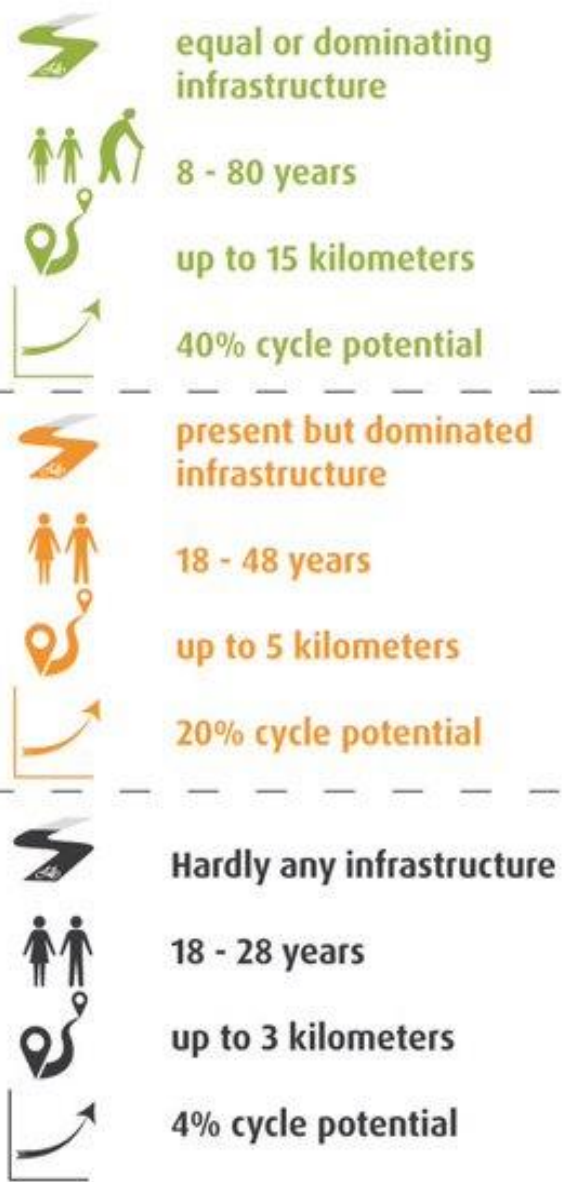 equal or dominating
infrastructure
8 - 80 years
up to 15 kilometers
40% cycle potential
present but dominated
infrastructure
18 - 48 years
up to 5 kilometers
20% cycle potential
Hardly any infrastructure
18 - 28 years
up to 3 kilometers
4% cycle potential